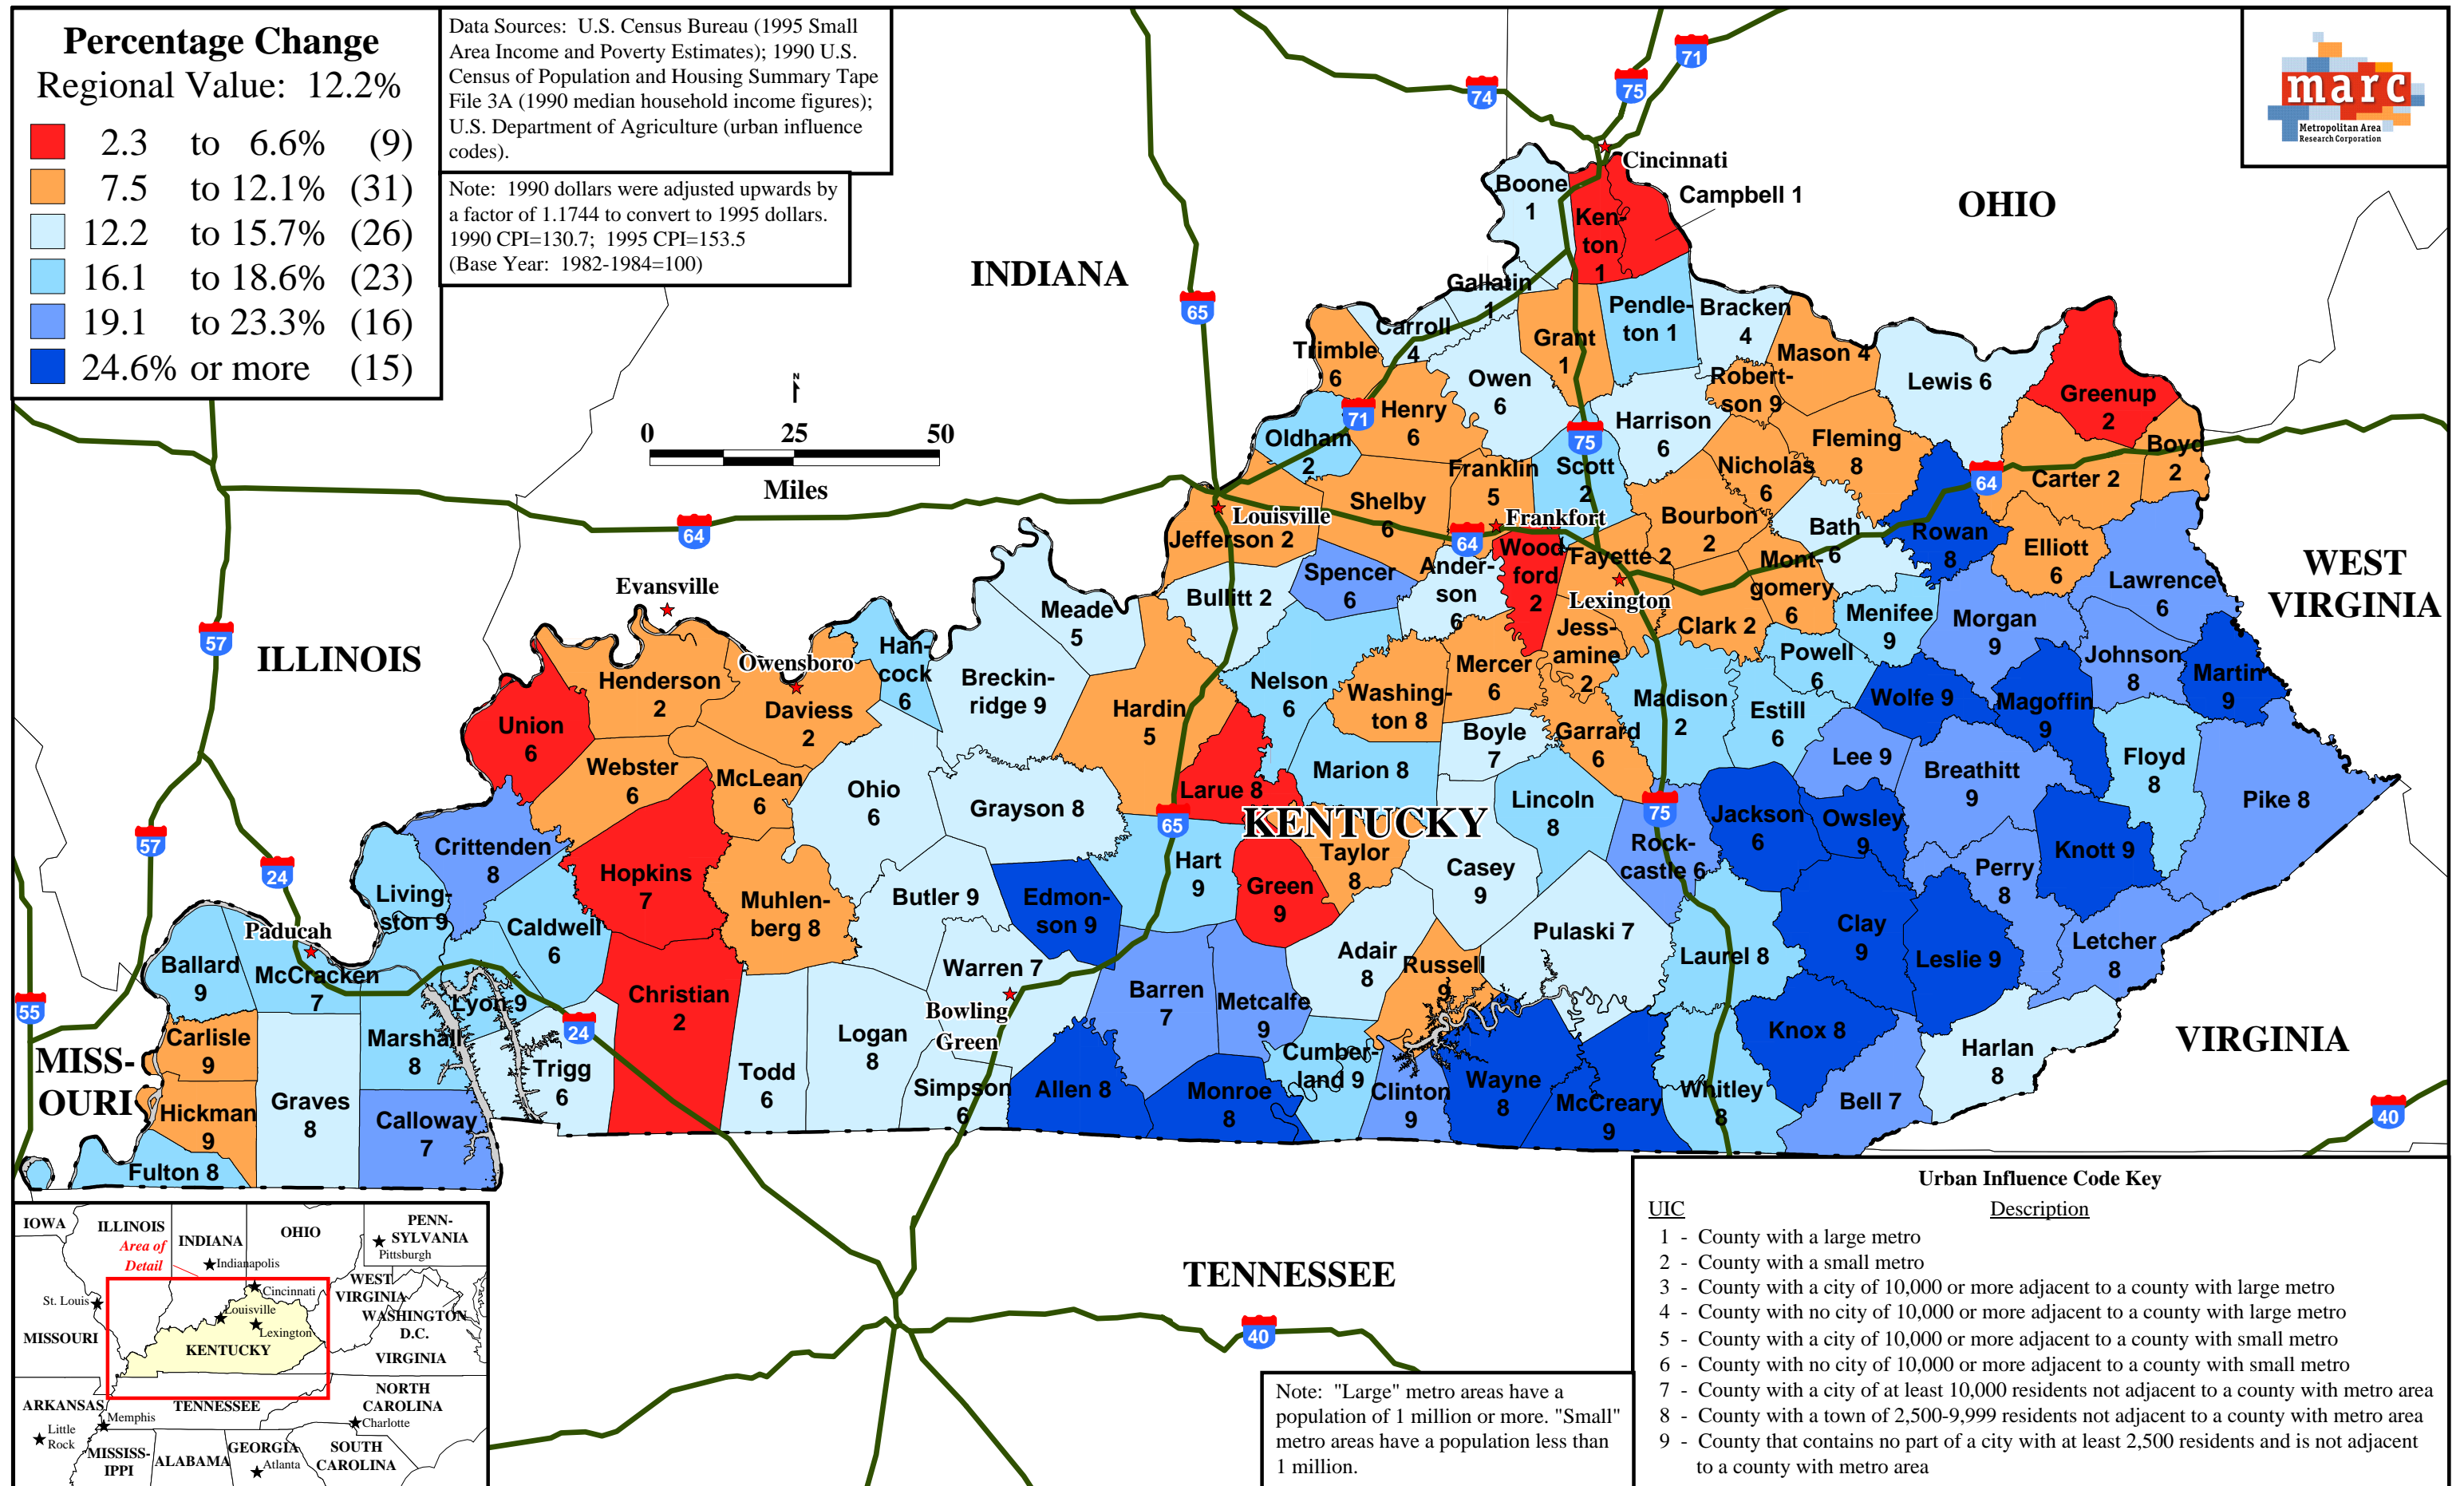 Percentage Change
Regional Value: 12.2%
2.3 to 6.6% (9)
7.5 to 12.1% (31)
12.2 to 15.7% (26)
16.1 to 18.6% (23)
19.1 to 23.3% (16)
24.6% or more (15)
Data Sources: U.S. Census Bureau (1995 Small
Area Income and Poverty Estimates); 1990 U.S.
Census of Population and Housing Summary Tape
File 3A (1990 median household income figures);
U.S. Department of Agriculture (urban influence
codes).
Note: 1990 dollars were adjusted upwards by
a factor of 1.1744 to convert to 1995 dollars.
1990 CPI=130.7; 1995 CPI=153.5
(Base Year: 1982-1984=100)
marc
Metropolitan Area
Research Corporation
N
0 25 50
Miles
INDIANA
OHIO
ILLINOIS
WEST
VIRGINIA
VIRGINIA
MISS-
OURI
TENNESSEE
KENTUCKY
74
75
71
65
71
75
64
64
64
57
57
24
55
24
65
75
40
40
Cincinnati
Louisville
Frankfort
Lexington
Evansville
Owensboro
Paducah
Bowling
Green
Boone
1
Ken-
ton
1
Campbell 1
Gallatin
1
Carroll
4
Trimble
6
Grant
1
Pendle-
ton 1
Bracken
4
Mason 4
Robert-
son 9
Lewis 6
Greenup
2
Boyd
2
Carter 2
Owen
6
Henry
6
Oldham
2
Harrison
6
Fleming
8
Nicholas
6
Franklin
5
Scott
2
Shelby
6
Jefferson 2
Bourbon
2
Bath
6
Rowan
8
Elliott
6
Lawrence
6
Spencer
6
Ander-
son
6
Wood
ford
2
Fayette 2
Mont-
gomery
6
Clark 2
Menifee
9
Morgan
9
Bullitt 2
Meade
5
Jess-
amine
2
Powell
6
Johnson
8
Martin
9
Han-
cock
6
Breckin-
ridge 9
Hardin
5
Nelson
6
Washing-
ton 8
Mercer
6
Madison
2
Estill
6
Wolfe 9
Magoffin
9
Henderson
2
Daviess
2
Union
6
Webster
6
McLean
6
Ohio
6
Grayson 8
Larue 8
Marion 8
Boyle
7
Garrard
6
Lincoln
8
Lee 9
Breathitt
9
Floyd
8
Pike 8
Crittenden
8
Hopkins
7
Muhlen-
berg 8
Butler 9
Edmon-
son 9
Hart
9
Green
9
Taylor
8
Casey
9
Rock-
castle 6
Jackson
6
Owsley
9
Perry
8
Knott 9
Living-
ston 9
Caldwell
6
Ballard
9
McCracken
7
Lyon 9
Christian
2
Warren 7
Barren
7
Metcalfe
9
Adair
8
Russell
9
Pulaski 7
Laurel 8
Clay
9
Leslie 9
Letcher
8
Carlisle
9
Marshall
8
Trigg
6
Todd
6
Logan
8
Simpson
6
Allen 8
Monroe
8
Cumber-
land 9
Clinton
9
Wayne
8
McCreary
9
Whitley
8
Knox 8
Bell 7
Harlan
8
Hickman
9
Graves
8
Calloway
7
Fulton 8
IOWA
ILLINOIS
INDIANA
OHIO
PENN-
SYLVANIA
Pittsburgh
Area of
Detail
Indianapolis
Cincinnati
WEST
VIRGINIA
WASHINGTON
D.C.
St. Louis
Louisville
Lexington
MISSOURI
KENTUCKY
VIRGINIA
ARKANSAS
Memphis
TENNESSEE
NORTH
CAROLINA
Charlotte
Little
Rock
MISSISS-
IPPI
ALABAMA
GEORGIA
Atlanta
SOUTH
CAROLINA
Note: "Large" metro areas have a
population of 1 million or more. "Small"
metro areas have a population less than
1 million.
Urban Influence Code Key
UIC Description
1 - County with a large metro
2 - County with a small metro
3 - County with a city of 10,000 or more adjacent to a county with large metro
4 - County with no city of 10,000 or more adjacent to a county with large metro
5 - County with a city of 10,000 or more adjacent to a county with small metro
6 - County with no city of 10,000 or more adjacent to a county with small metro
7 - County with a city of at least 10,000 residents not adjacent to a county with metro area
8 - County with a town of 2,500-9,999 residents not adjacent to a county with metro area
9 - County that contains no part of a city with at least 2,500 residents and is not adjacent
to a county with metro area